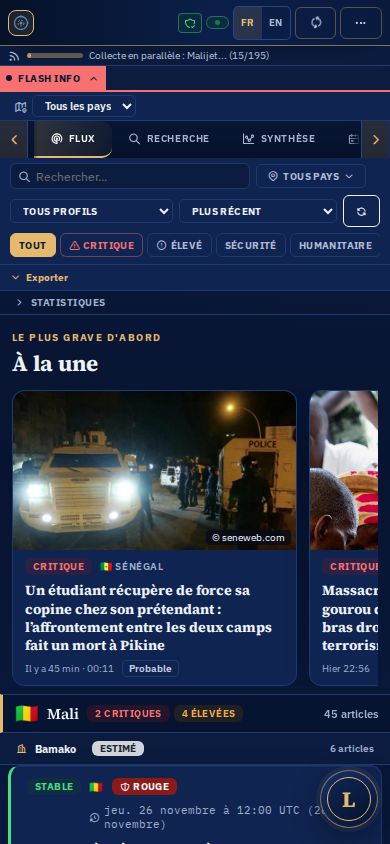 FR
EN
Collecte en parallèle : Malijet... (15/195)
FLASH INFO
Tous les pays
FLUX
RECHERCHE
SYNTHÈSE
Rechercher...
TOUS PAYS
TOUS PROFILS
PLUS RÉCENT
TOUT
CRITIQUE
ÉLEVÉ
SÉCURITÉ
HUMANITAIRE
Exporter
STATISTIQUES
LE PLUS GRAVE D'ABORD
À la une
POLICE
© seneweb.com
CRITIQUE
SÉNÉGAL
Un étudiant récupère de force sa
copine chez son prétendant :
l'affrontement entre les deux camps
fait un mort à Pikine
Il y a 45 min · 00:11
Probable
CRITIQUE
Massacr
gourou d
bras dro
terroris
Hier 22:56
Mali
2 CRITIQUES
4 ÉLEVÉES
45 articles
Bamako
ESTIMÉ
6 articles
STABLE
ROUGE
jeu. 26 novembre à 12:00 UTC (2
novembre)
L